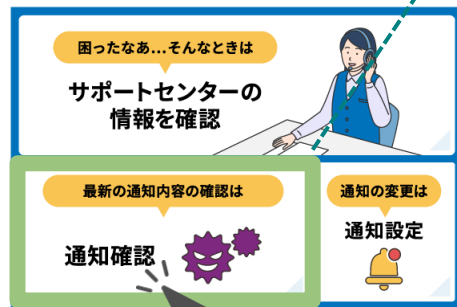 困ったなあ...そんなときは
サポートセンターの
情報を確認
最新の通知内容の確認は
通知確認
通知の変更は
通知設定